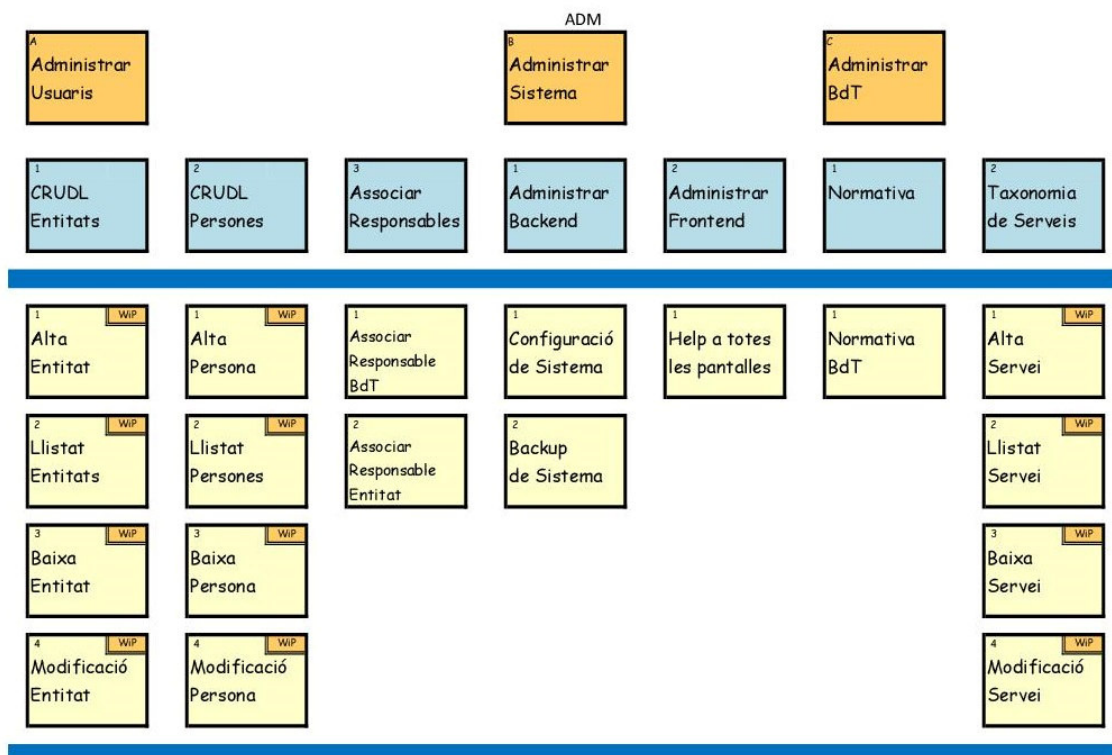 ADM
A
Administrar
Usuaris
B
Administrar
Sistema
C
Administrar
BdT
1
CRUDL
Entitats
2
CRUDL
Persones
3
Associar
Responsables
1
Administrar
Backend
2
Administrar
Frontend
1
Normativa
2
Taxonomia
de Serveis
1 WiP
Alta
Entitat
1 WiP
Alta
Persona
1
Associar
Responsable
BdT
1
Configuració
de Sistema
1
Help a totes
les pantalles
1
Normativa
BdT
1 WiP
Alta
Servei
2 WiP
Llistat
Entitats
2 WiP
Llistat
Persones
2
Associar
Responsable
Entitat
2
Backup
de Sistema
2 WiP
Llistat
Servei
3 WiP
Baixa
Entitat
3 WiP
Baixa
Persona
3 WiP
Baixa
Servei
4 WiP
Modificació
Entitat
4 WiP
Modificació
Persona
4 WiP
Modificació
Servei